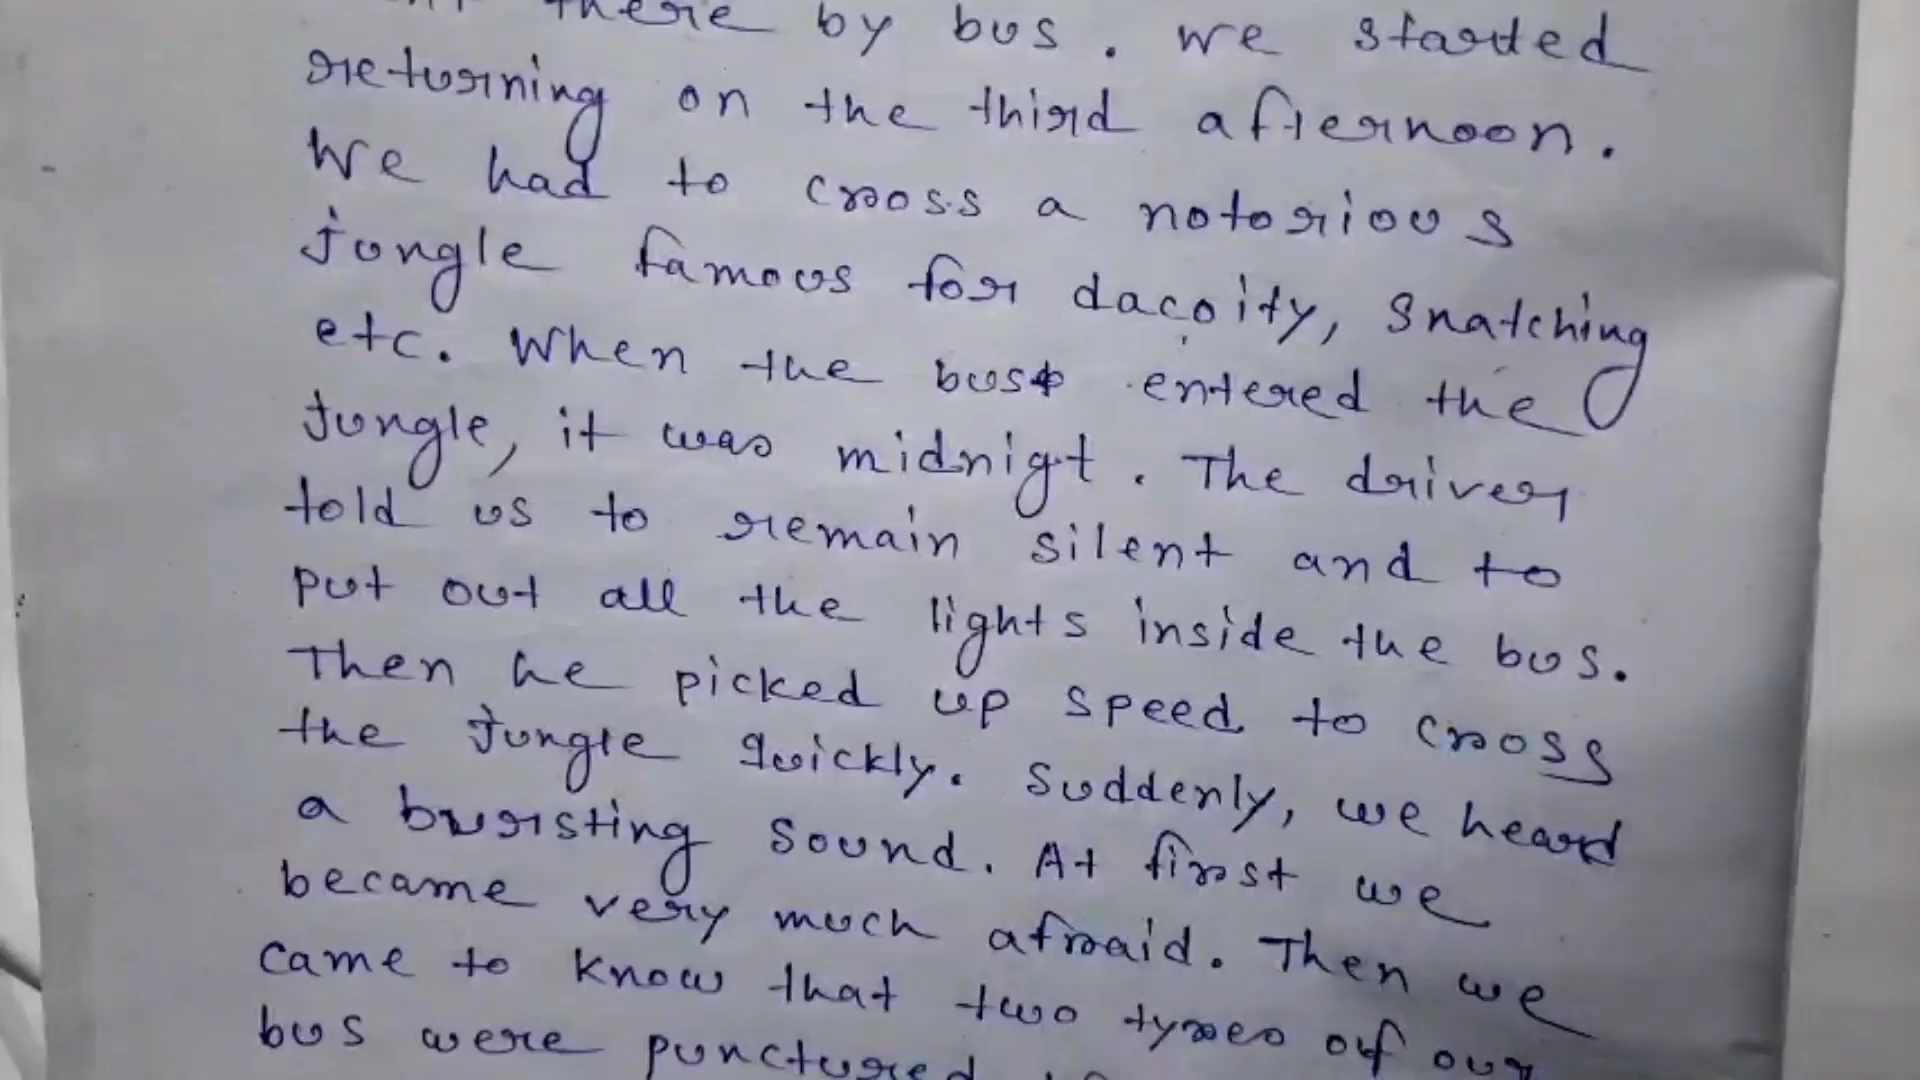 there by bus. we started
returning on the third afternoon.
We had to cross a notorious
jungle famous for dacoity, snatching
etc. When the bus entered the
jungle, it was midnigt. The driver
told us to remain silent and to
put out all the lights inside the bus.
Then he picked up speed to cross
the jungle quickly. Suddenly, we heard
a bursting sound. At first we
became very much afraid. Then we
came to know that two tyres of our
bus were punctured